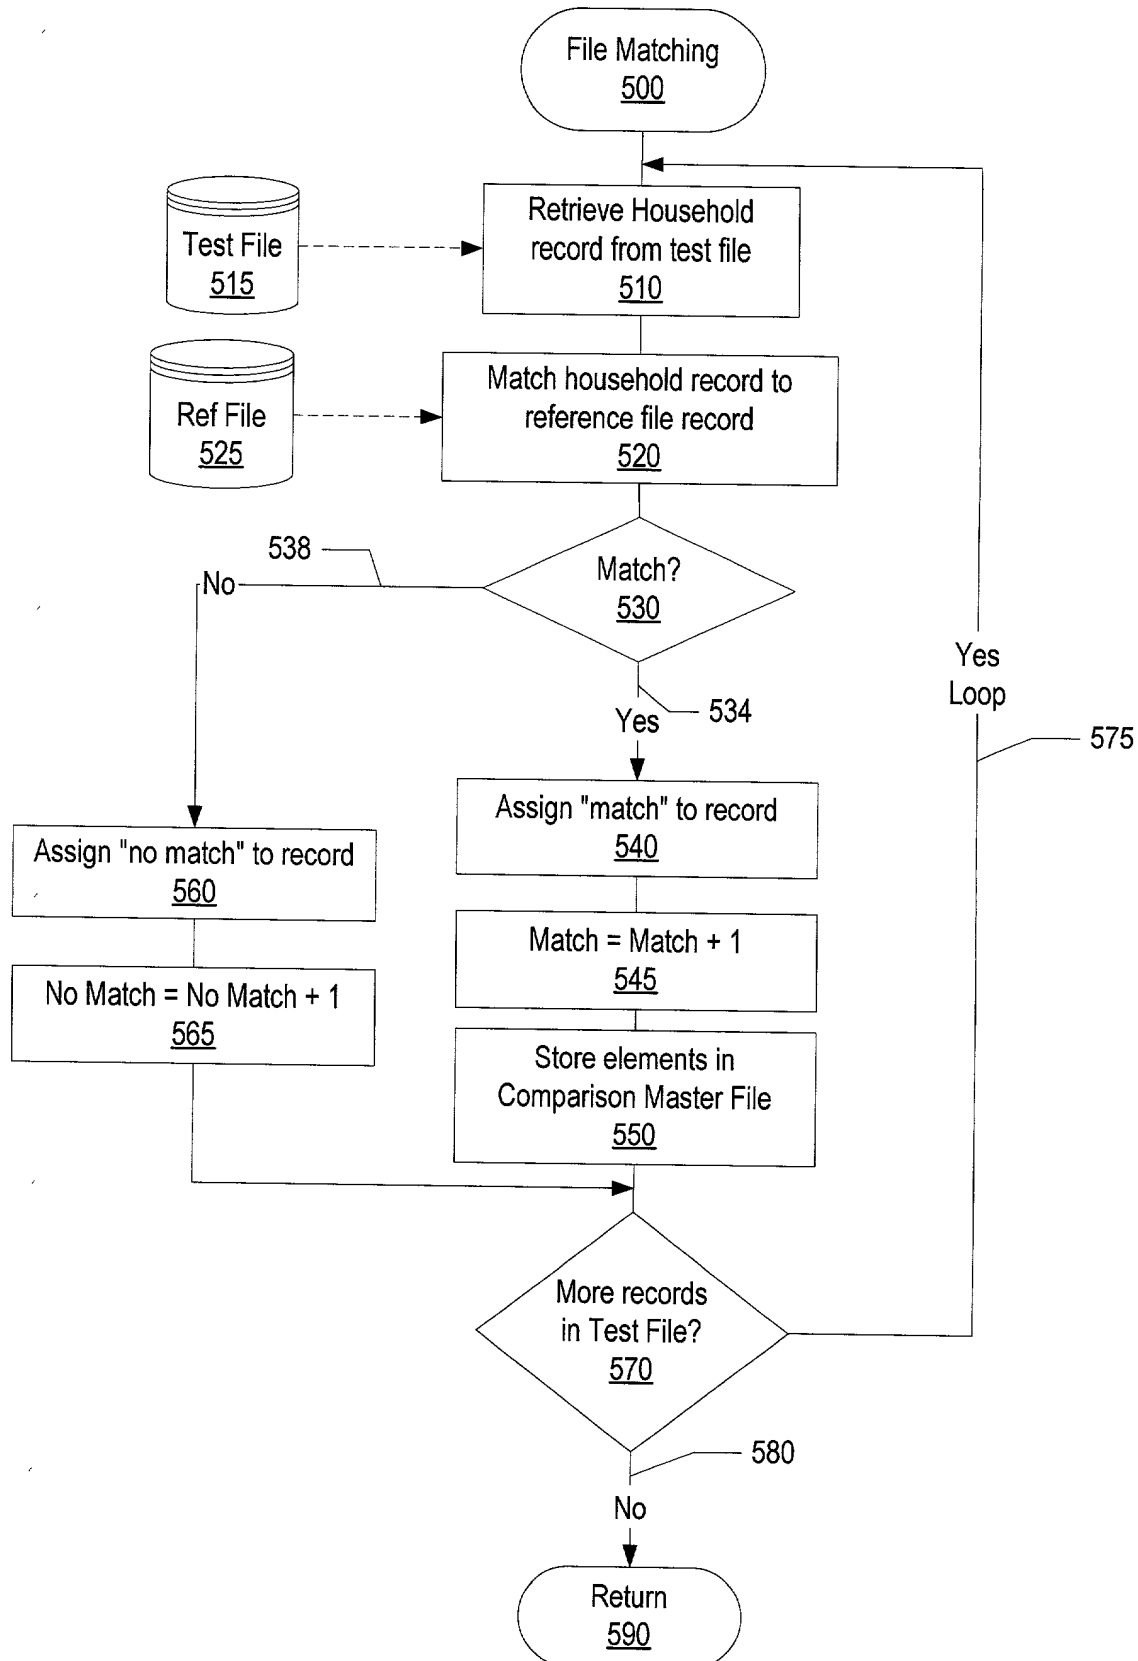 File Matching
500
Retrieve Household
record from test file
510
Test File
515
Match household record to
reference file record
520
Ref File
525
538
No
Match?
530
534
Yes
Yes
Loop
575
Assign "match" to record
540
Assign "no match" to record
560
Match = Match + 1
545
No Match = No Match + 1
565
Store elements in
Comparison Master File
550
More records
in Test File?
570
580
No
Return
590